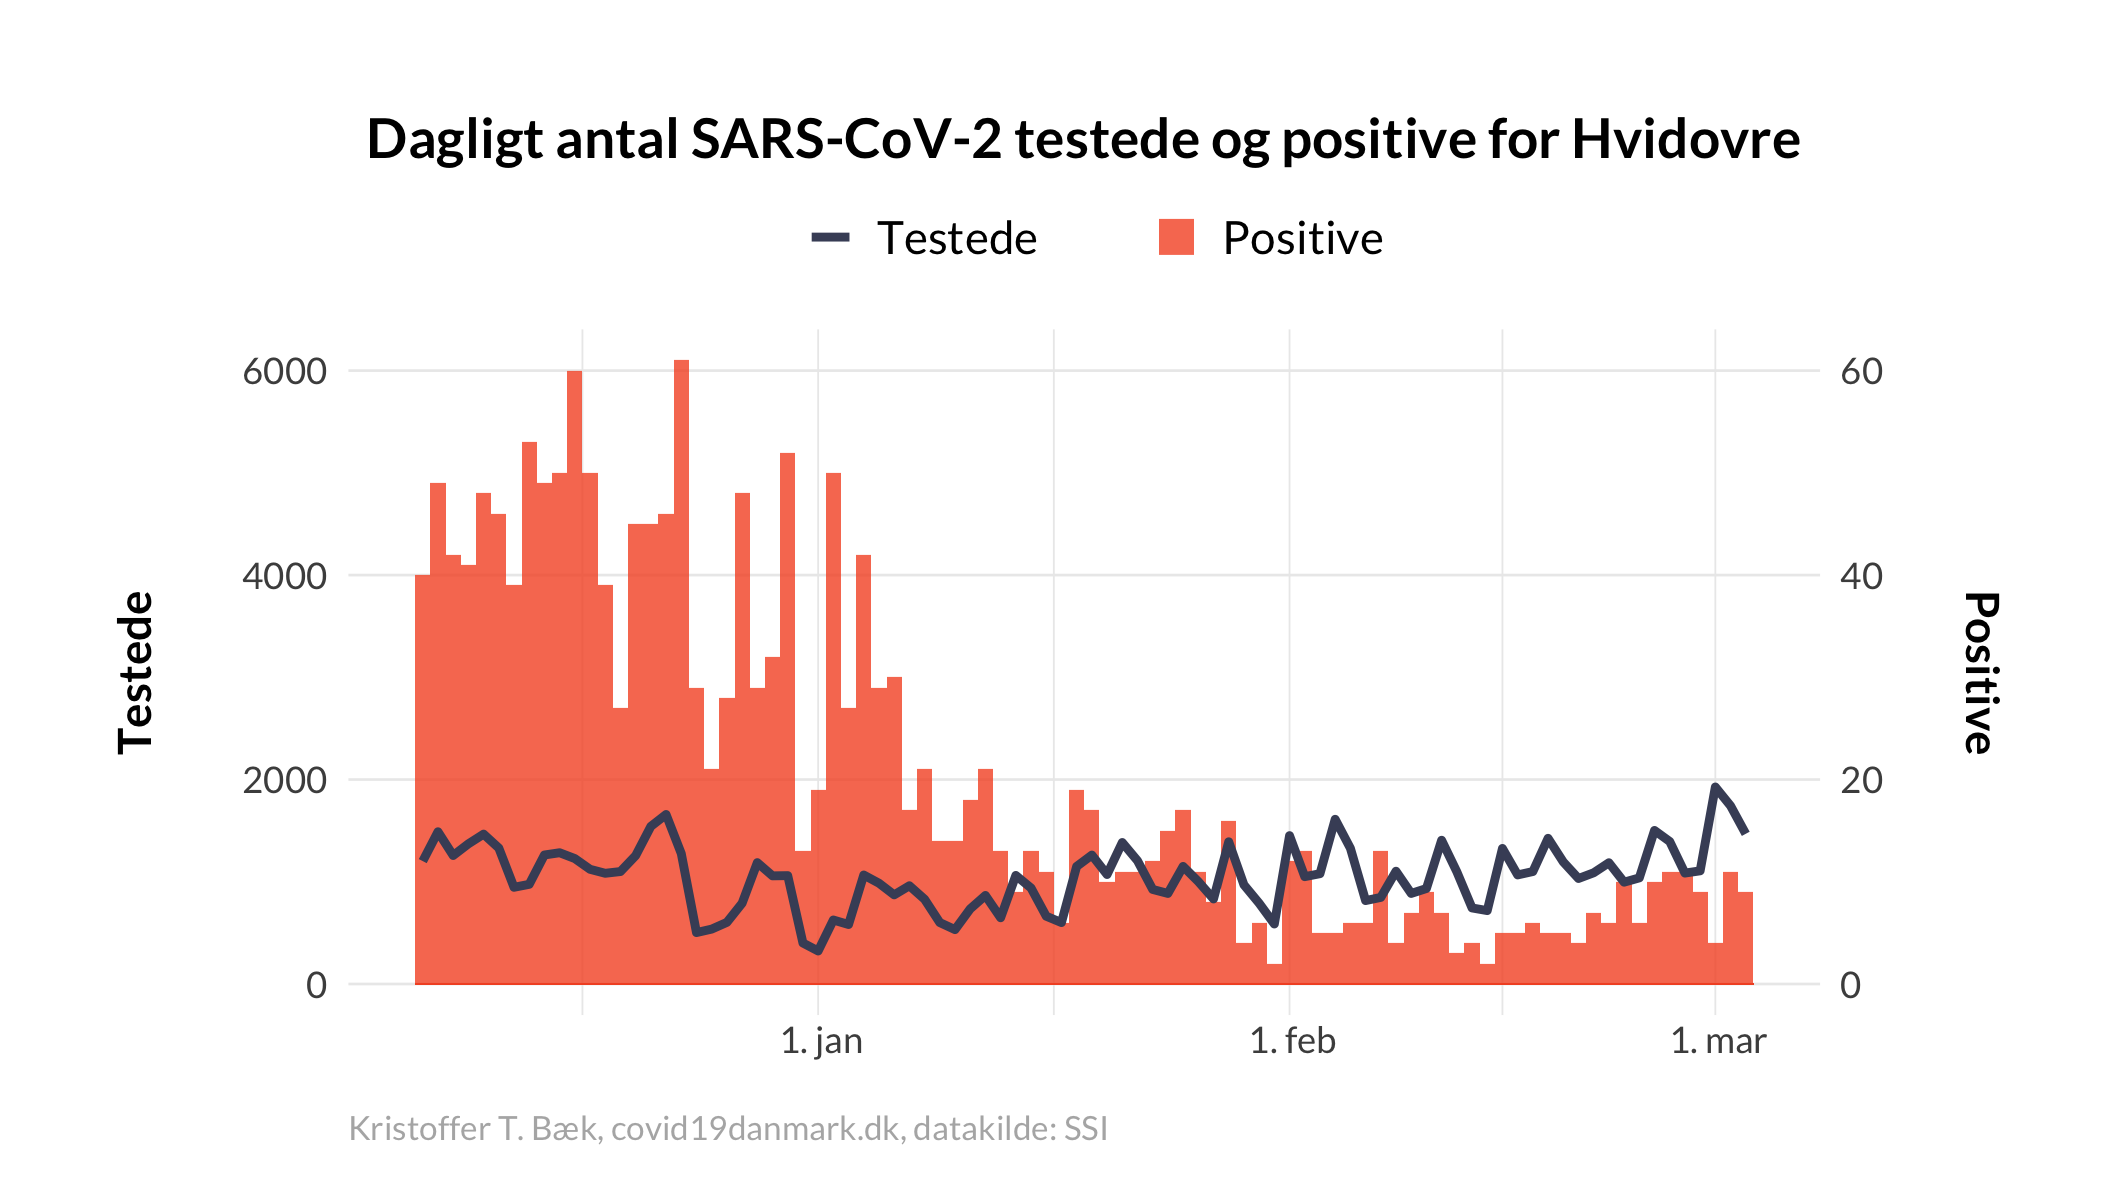 Dagligt antal SARS-CoV-2 testede og positive for Hvidovre
Testede
Positive
6000
4000
2000
0
60
40
20
0
Testede
Positive
1. jan
1. feb
1. mar
Kristoffer T. Bæk, covid19danmark.dk, datakilde: SSI